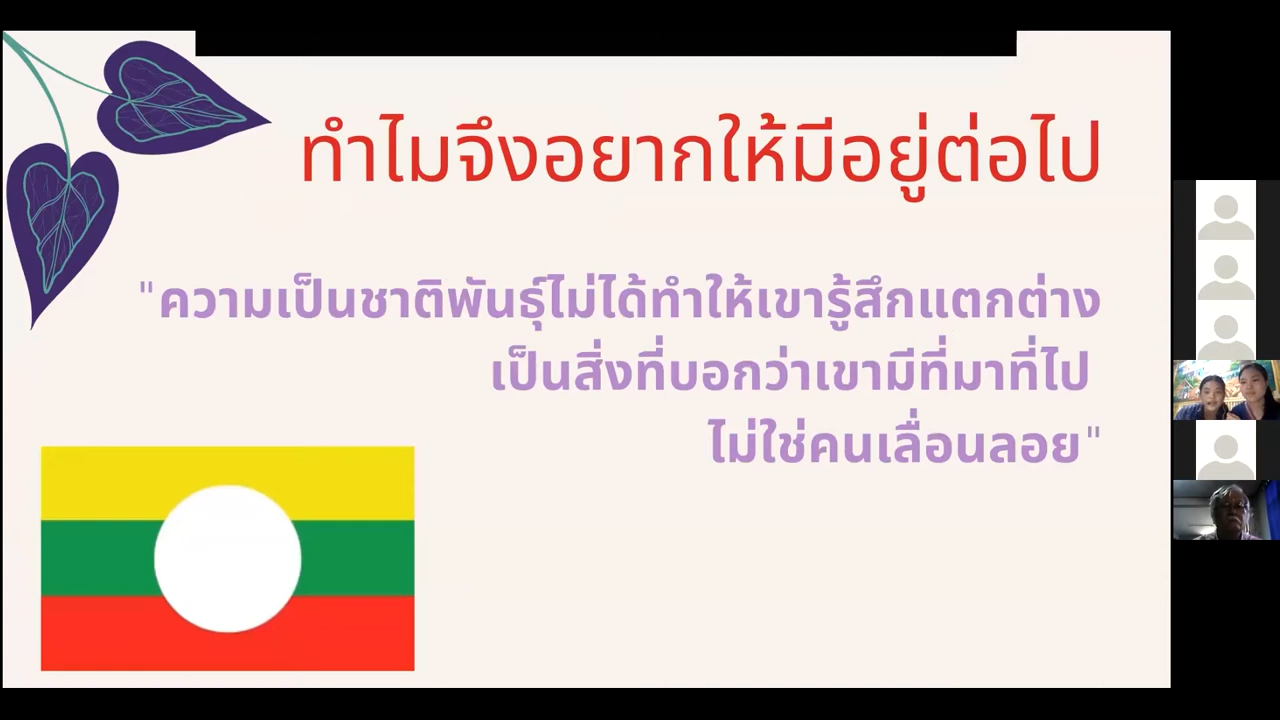 ทำไมจึงอยากให้มีอยู่ต่อไป
"ความเป็นชาติพันธุ์ไม่ได้ทำให้เขารู้สึกแตกต่าง
เป็นสิ่งที่บอกว่าเขามีที่มาที่ไป
ไม่ใช่คนเลื่อนลอย"